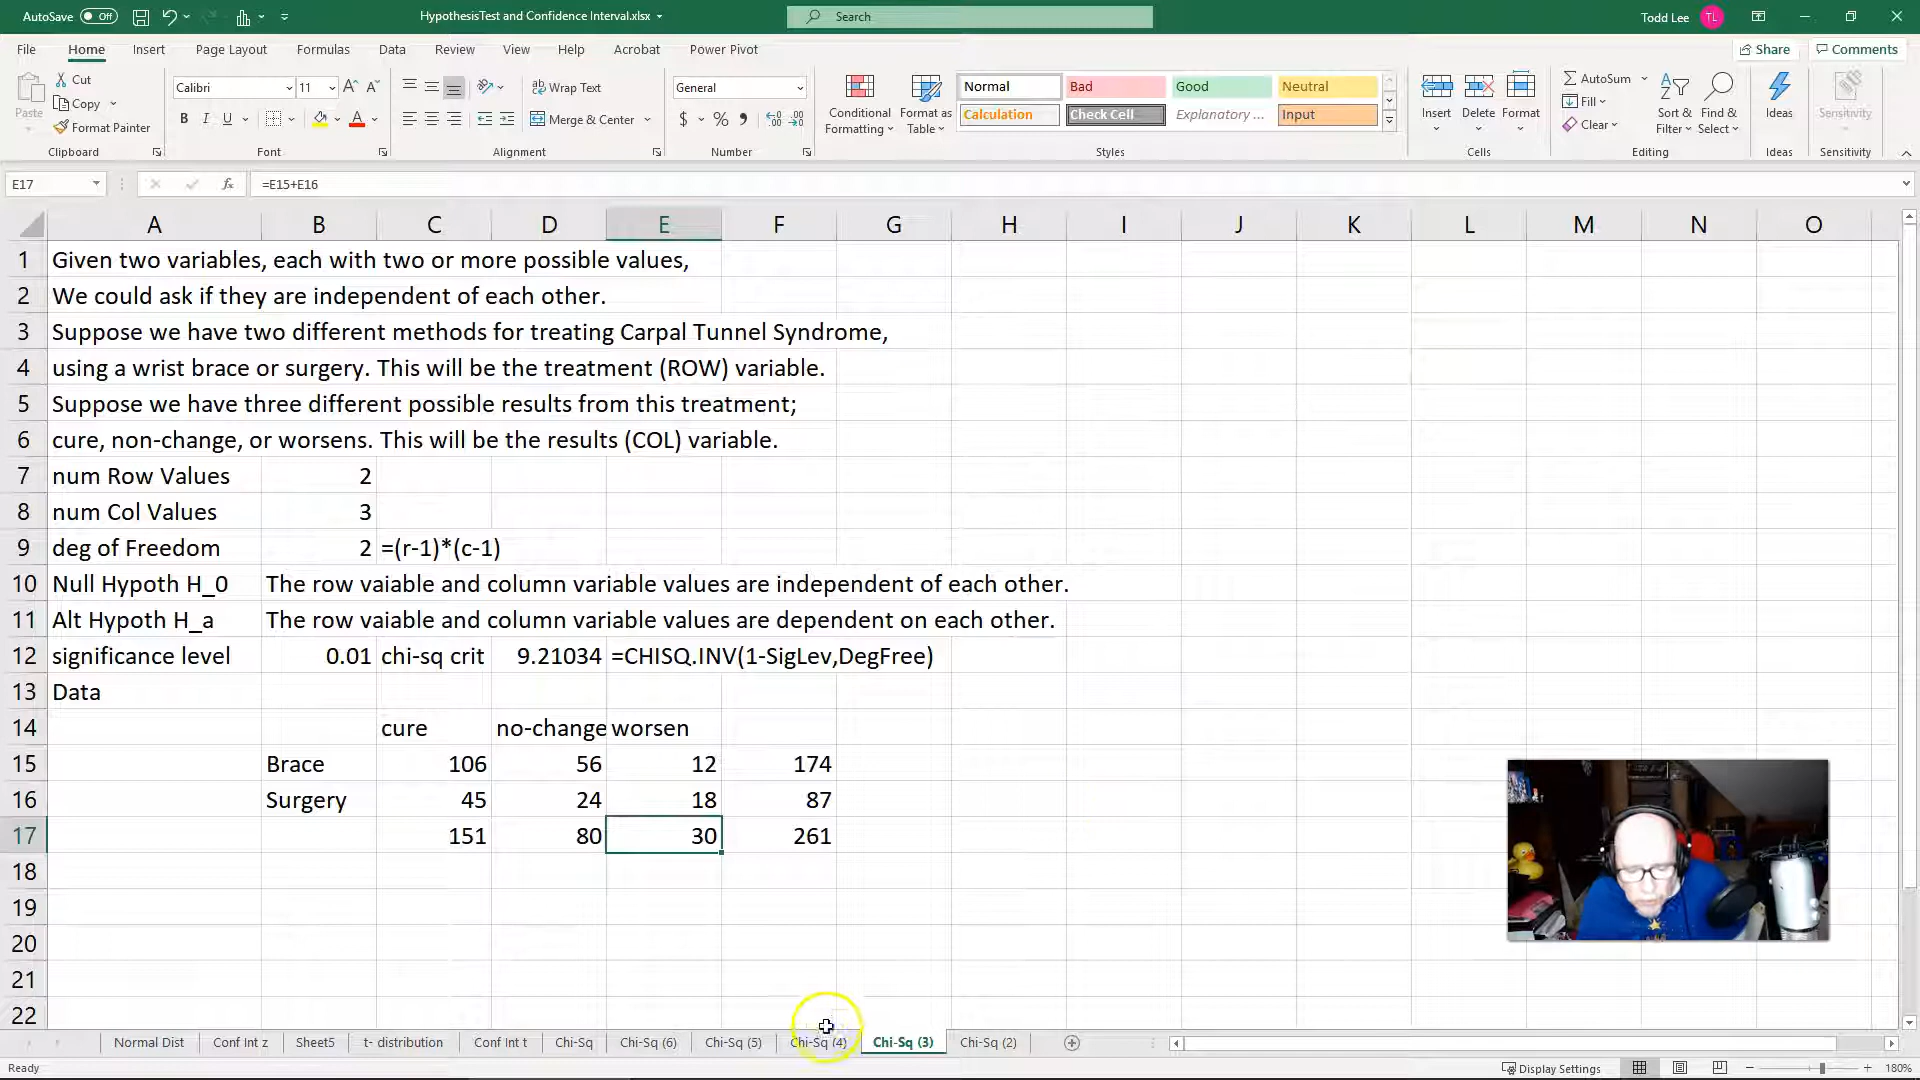 AutoSave Off
HypothesisTest and Confidence Interval.xlsx
Search
Todd Lee TL
File Home Insert Page Layout Formulas Data Review View Help Acrobat Power Pivot
Share Comments
Paste
Cut
Copy
Format Painter
Clipboard
Calibri 11
B I U
Font
Wrap Text
Merge & Center
Alignment
General
$ % ,
Number
Conditional Formatting
Format as Table
Normal Bad Good Neutral
Calculation Check Cell Explanatory ... Input
Styles
Insert Delete Format
Cells
AutoSum
Fill
Clear
Sort & Filter
Find & Select
Editing
Ideas
Ideas
Sensitivity
Sensitivity
E17 fx =E15+E16
A B C D E F G H I J K L M N O
1 Given two variables, each with two or more possible values,
2 We could ask if they are independent of each other.
3 Suppose we have two different methods for treating Carpal Tunnel Syndrome,
4 using a wrist brace or surgery. This will be the treatment (ROW) variable.
5 Suppose we have three different possible results from this treatment;
6 cure, non-change, or worsens. This will be the results (COL) variable.
7 num Row Values 2
8 num Col Values 3
9 deg of Freedom 2 =(r-1)*(c-1)
10 Null Hypoth H_0 The row vaiable and column variable values are independent of each other.
11 Alt Hypoth H_a The row vaiable and column variable values are dependent on each other.
12 significance level 0.01 chi-sq crit 9.21034 =CHISQ.INV(1-SigLev,DegFree)
13 Data
14 cure no-change worsen
15 Brace 106 56 12 174
16 Surgery 45 24 18 87
17 151 80 30 261
18
19
20
21
22
Normal Dist Conf Int z Sheet5 t- distribution Conf Int t Chi-Sq Chi-Sq (6) Chi-Sq (5) Chi-Sq (4) Chi-Sq (3) Chi-Sq (2)
Ready
Display Settings
180%